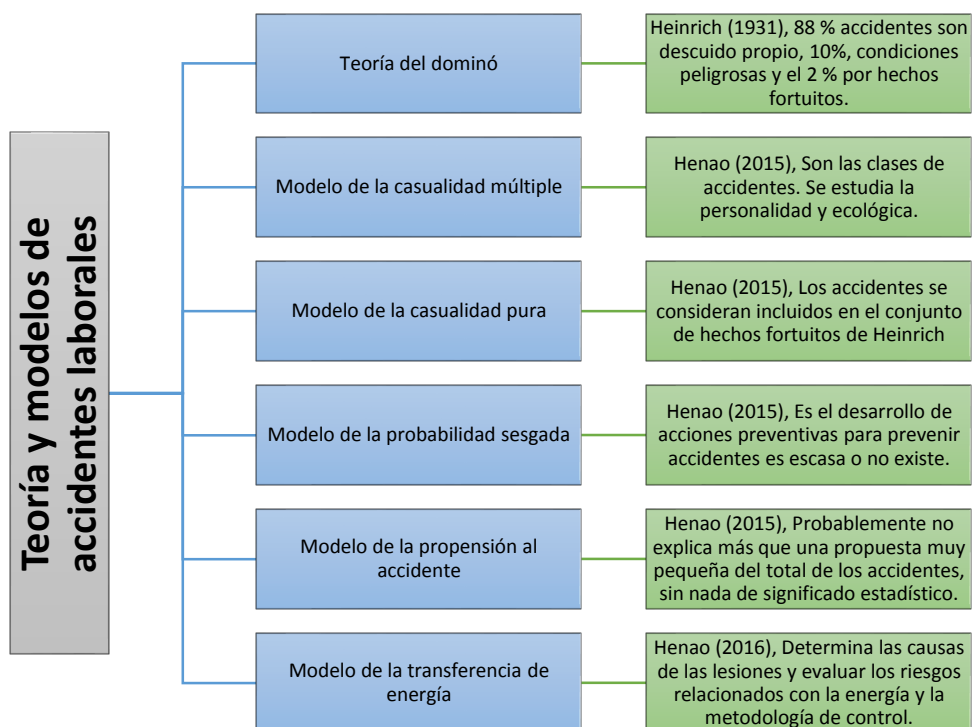 Teoría y modelos de
accidentes laborales
Teoría del dominó
Heinrich (1931), 88 % accidentes son
descuido propio, 10%, condiciones
peligrosas y el 2 % por hechos
fortuitos.
Modelo de la casualidad múltiple
Henao (2015), Son las clases de
accidentes. Se estudia la
personalidad y ecológica.
Modelo de la casualidad pura
Henao (2015), Los accidentes se
consideran incluidos en el conjunto
de hechos fortuitos de Heinrich
Modelo de la probabilidad sesgada
Henao (2015), Es el desarrollo de
acciones preventivas para prevenir
accidentes es escasa o no existe.
Modelo de la propensión al
accidente
Henao (2015), Probablemente no
explica más que una propuesta muy
pequeña del total de los accidentes,
sin nada de significado estadístico.
Modelo de la transferencia de
energía
Henao (2016), Determina las causas
de las lesiones y evaluar los riesgos
relacionados con la energía y la
metodología de control.